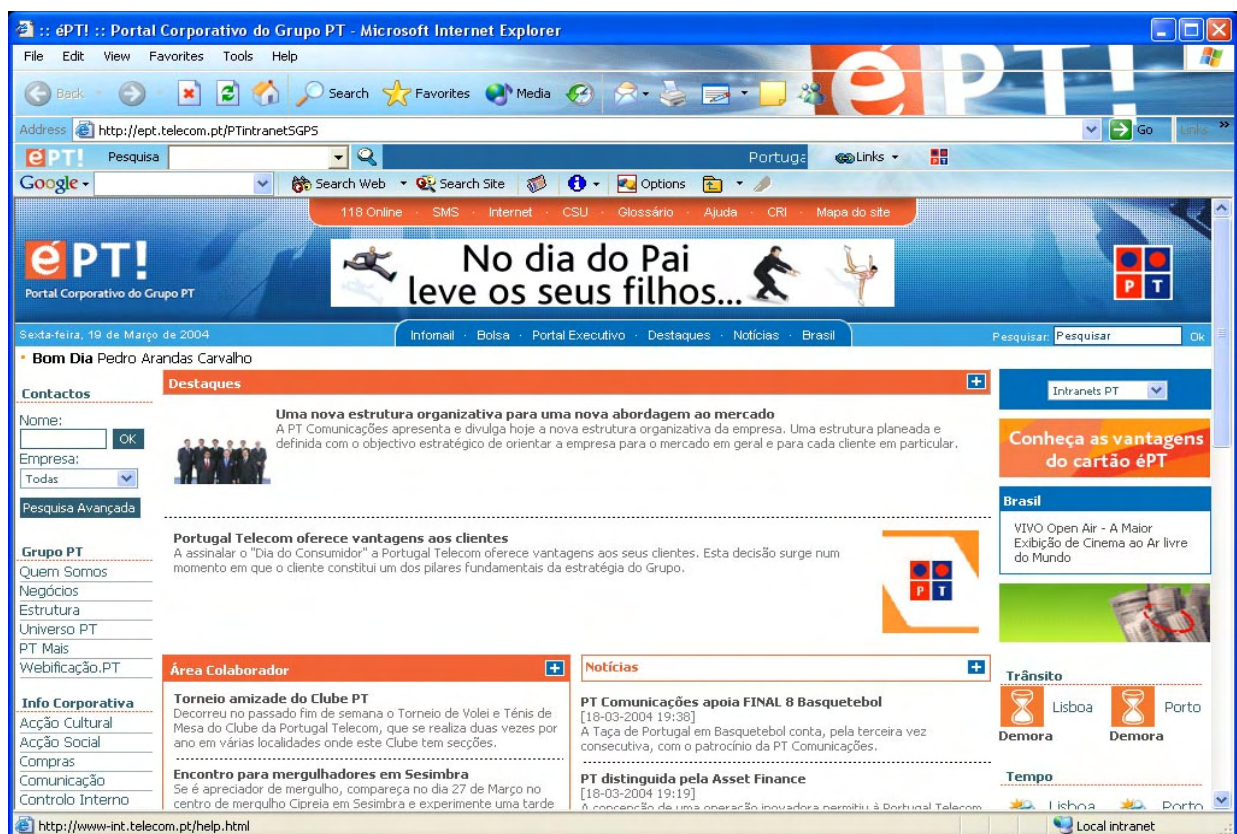 :: éPT! :: Portal Corporativo do Grupo PT - Microsoft Internet Explorer
File Edit View Favorites Tools Help
éPT!
Back Search Favorites Media
Address http://ept.telecom.pt/PTintranetSGPS Go Links »
éPT! Pesquisa Portuga Links
Google Search Web Search Site Options
118 Online · SMS · Internet · CSU · Glossário · Ajuda · CRI · Mapa do site
éPT!
Portal Corporativo do Grupo PT
No dia do Pai
leve os seus filhos...
P T
Sexta-feira, 19 de Março de 2004
Infomail · Bolsa · Portal Executivo · Destaques · Notícias · Brasil
Pesquisar: Pesquisar Ok
Bom Dia Pedro Arandas Carvalho
Contactos
Nome:
OK
Empresa:
Todas
Pesquisa Avançada
Grupo PT
Quem Somos
Negócios
Estrutura
Universo PT
PT Mais
Webificação.PT
Info Corporativa
Acção Cultural
Acção Social
Compras
Comunicação
Controlo Interno
Destaques
Uma nova estrutura organizativa para uma nova abordagem ao mercado
A PT Comunicações apresenta e divulga hoje a nova estrutura organizativa da empresa. Uma estrutura planeada e
definida com o objectivo estratégico de orientar a empresa para o mercado em geral e para cada cliente em particular.
Portugal Telecom oferece vantagens aos clientes
A assinalar o "Dia do Consumidor" a Portugal Telecom oferece vantagens aos seus clientes. Esta decisão surge num
momento em que o cliente constitui um dos pilares fundamentais da estratégia do Grupo.
P T
Área Colaborador
Torneio amizade do Clube PT
Decorreu no passado fim de semana o Torneio de Volei e Ténis de
Mesa do Clube da Portugal Telecom, que se realiza duas vezes por
ano em várias localidades onde este Clube tem secções.
Encontro para mergulhadores em Sesimbra
Se é apreciador de mergulho, compareça no dia 27 de Março no
centro de mergulho Cipreia em Sesimbra e experimente uma tarde
Notícias
PT Comunicações apoia FINAL 8 Basquetebol
[18-03-2004 19:38]
A Taça de Portugal em Basquetebol conta, pela terceira vez
consecutiva, com o patrocínio da PT Comunicações.
PT distinguida pela Asset Finance
[18-03-2004 19:19]
A concepção de uma operação inovadora permitiu à Portugal Telecom
Intranets PT
Conheça as vantagens
do cartão éPT
Brasil
VIVO Open Air - A Maior
Exibição de Cinema ao Ar livre
do Mundo
Trânsito
Lisboa Porto
Demora Demora
Tempo
Lisboa Porto
http://www-int.telecom.pt/help.html
Local intranet